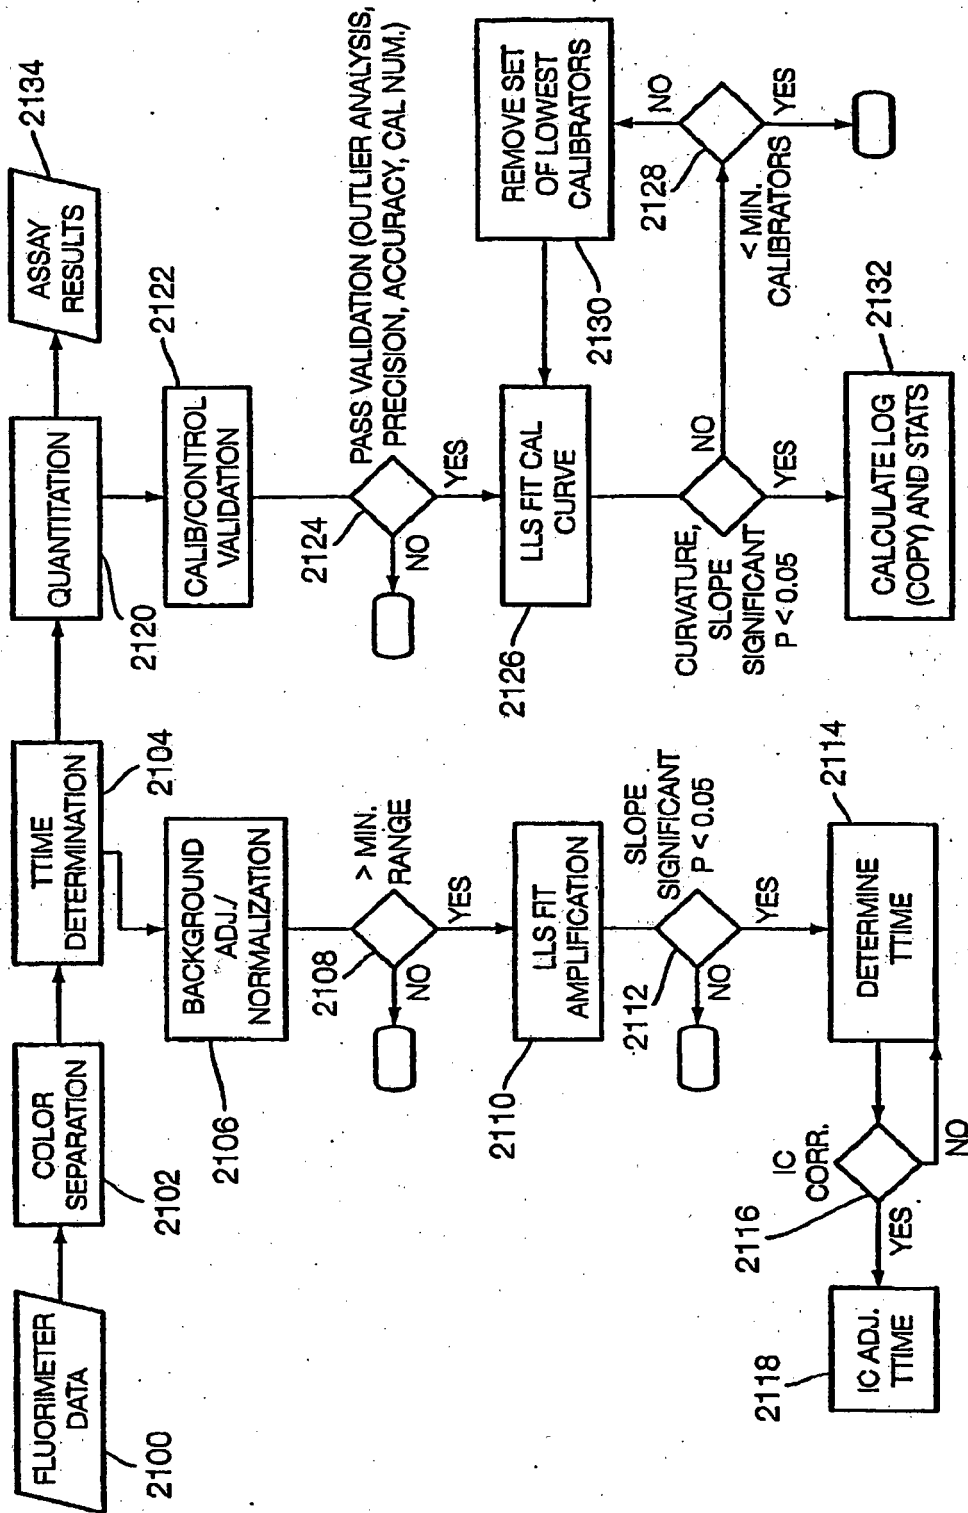 FLUORIMETER
DATA
2100
COLOR
SEPARATION
2102
TTIME
DETERMINATION
2104
QUANTITATION
2120
ASSAY
RESULTS
2134
BACKGROUND
ADJ./
NORMALIZATION
2106
> MIN.
RANGE
2108
NO
YES
LLS FIT
AMPLIFICATION
2110
SLOPE
SIGNIFICANT
P < 0.05
2112
NO
YES
DETERMINE
TTIME
2114
IC
CORR.
2116
YES
NO
IC ADJ.
TTIME
2118
CALIB/CONTROL
VALIDATION
2122
PASS VALIDATION (OUTLIER ANALYSIS,
PRECISION, ACCURACY, CAL NUM.)
2124
NO
YES
LLS FIT CAL
CURVE
2126
REMOVE SET
OF LOWEST
CALIBRATORS
2130
CURVATURE,
SLOPE
SIGNIFICANT
P < 0.05
NO
YES
< MIN.
CALIBRATORS
2128
NO
YES
CALCULATE LOG
(COPY) AND STATS
2132